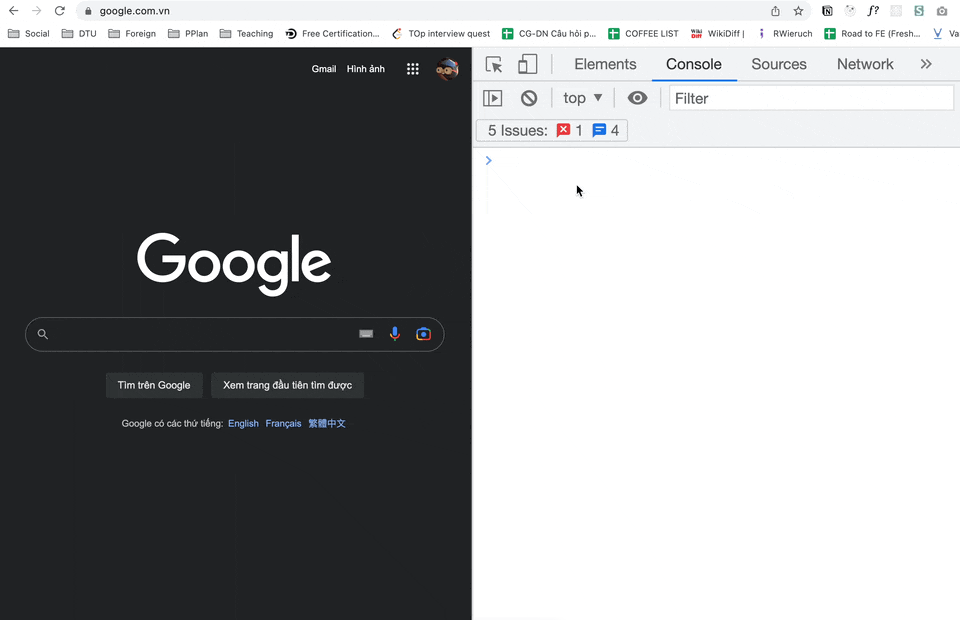 google.com.vn
Social DTU Foreign PPlan Teaching Free Certification... TOp interview quest CG-DN Câu hỏi p... COFFEE LIST WikiDiff | RWieruch Road to FE (Fresh... Va
Gmail Hình ảnh
Elements Console Sources Network
top Filter
5 Issues: 1 4
Google
Tìm trên Google Xem trang đầu tiên tìm được
Google có các thứ tiếng: English Français 繁體中文